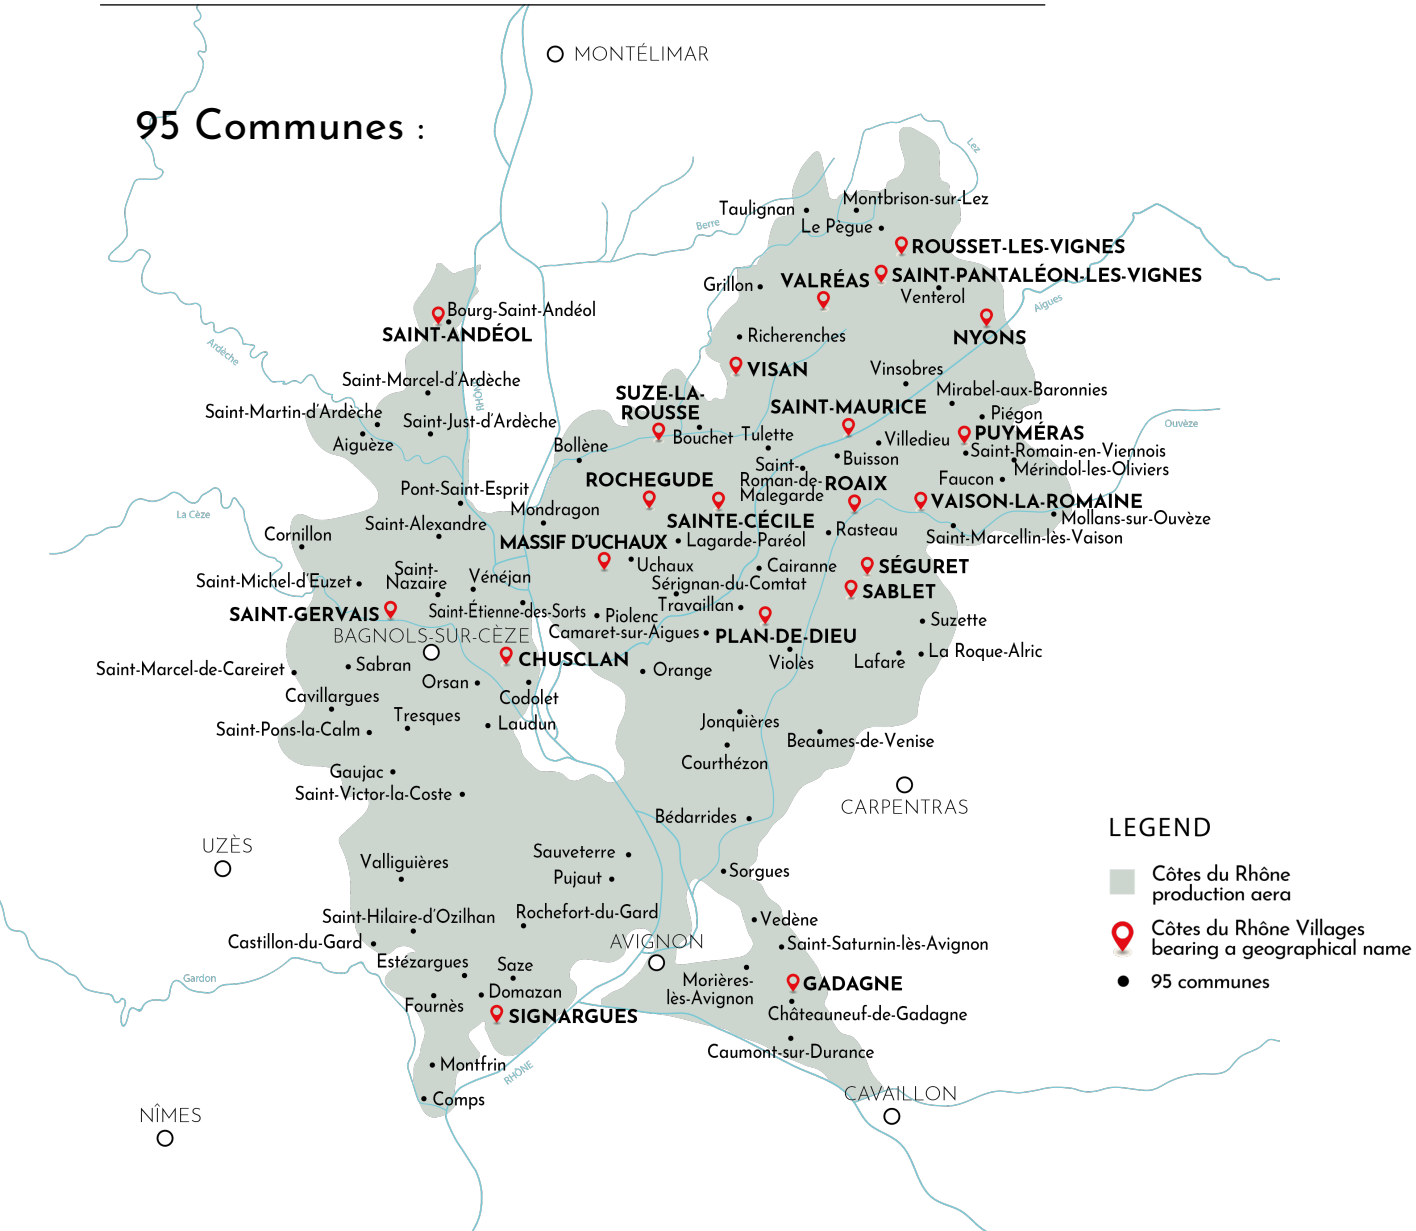 MONTÉLIMAR
95 Communes :
Lez
Montbrison-sur-Lez
Taulignan
Berre
Le Pègue
ROUSSET-LES-VIGNES
SAINT-PANTALÉON-LES-VIGNES
VALRÉAS
Grillon
Venterol
Aigues
Bourg-Saint-Andéol
SAINT-ANDÉOL
Richerenches
NYONS
Ardèche
VISAN
Vinsobres
Saint-Marcel-d'Ardèche
Mirabel-aux-Baronnies
RHÔNE
SUZE-LA-
ROUSSE
SAINT-MAURICE
Saint-Martin-d'Ardèche
Piégon
Saint-Just-d'Ardèche
Ouvèze
Aiguèze
Bollène
Bouchet
Tulette
Villedieu
PUYMÉRAS
Saint-Romain-en-Viennois
Buisson
Saint-
Roman-de-
Malegarde
Mérindol-les-Oliviers
ROCHEGUDE
ROAIX
Faucon
Pont-Saint-Esprit
VAISON-LA-ROMAINE
Mondragon
La Cèze
SAINTE-CÉCILE
Mollans-sur-Ouvèze
Saint-Alexandre
Cornillon
Rasteau
Saint-Marcellin-lès-Vaison
MASSIF D'UCHAUX
Lagarde-Paréol
Uchaux
Cairanne
SÉGURET
Saint-
Nazaire
Vénéjan
Saint-Michel-d'Euzet
Sérignan-du-Comtat
SABLET
SAINT-GERVAIS
Saint-Étienne-des-Sorts
Piolenc
Travaillan
Suzette
BAGNOLS-SUR-CÈZE
Camaret-sur-Aigues
PLAN-DE-DIEU
La Roque-Alric
CHUSCLAN
Violès
Lafare
Saint-Marcel-de-Careiret
Sabran
Orange
Orsan
Codolet
Cavillargues
Tresques
Laudun
Jonquières
Saint-Pons-la-Calm
Beaumes-de-Venise
Courthézon
Gaujac
Saint-Victor-la-Coste
CARPENTRAS
Bédarrides
LEGEND
UZÈS
Sauveterre
Valliguières
Pujaut
Sorgues
Côtes du Rhône
production aera
Saint-Hilaire-d'Ozilhan
Rochefort-du-Gard
Vedène
Côtes du Rhône Villages
bearing a geographical name
Castillon-du-Gard
AVIGNON
Saint-Saturnin-lès-Avignon
Estézargues
Saze
Gardon
Morières-
lès-Avignon
GADAGNE
95 communes
Domazan
Fournès
SIGNARGUES
Châteauneuf-de-Gadagne
Caumont-sur-Durance
Montfrin
RHÔNE
CAVAILLON
Comps
NÎMES